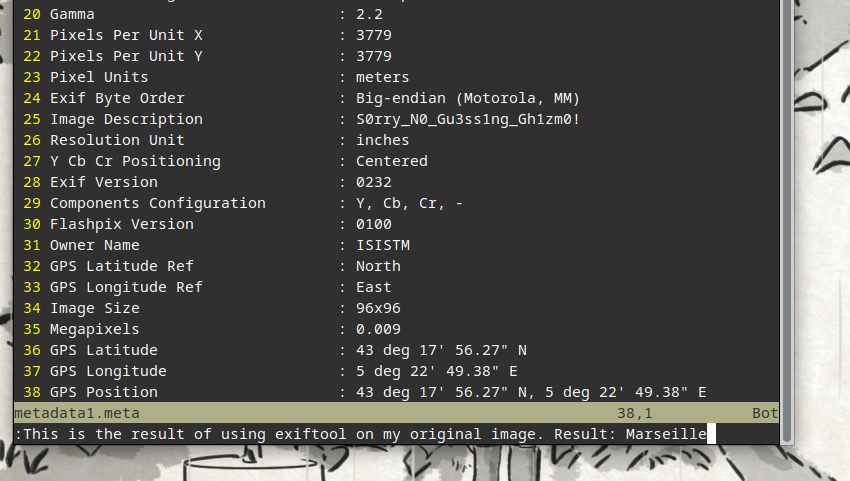 20 Gamma : 2.2
21 Pixels Per Unit X : 3779
22 Pixels Per Unit Y : 3779
23 Pixel Units : meters
24 Exif Byte Order : Big-endian (Motorola, MM)
25 Image Description : S0rry_N0_Gu3ss1ng_Gh1zm0!
26 Resolution Unit : inches
27 Y Cb Cr Positioning : Centered
28 Exif Version : 0232
29 Components Configuration : Y, Cb, Cr, -
30 Flashpix Version : 0100
31 Owner Name : ISISTM
32 GPS Latitude Ref : North
33 GPS Longitude Ref : East
34 Image Size : 96x96
35 Megapixels : 0.009
36 GPS Latitude : 43 deg 17' 56.27" N
37 GPS Longitude : 5 deg 22' 49.38" E
38 GPS Position : 43 deg 17' 56.27" N, 5 deg 22' 49.38" E
metadata1.meta 38,1 Bot
:This is the result of using exiftool on my original image. Result: Marseille